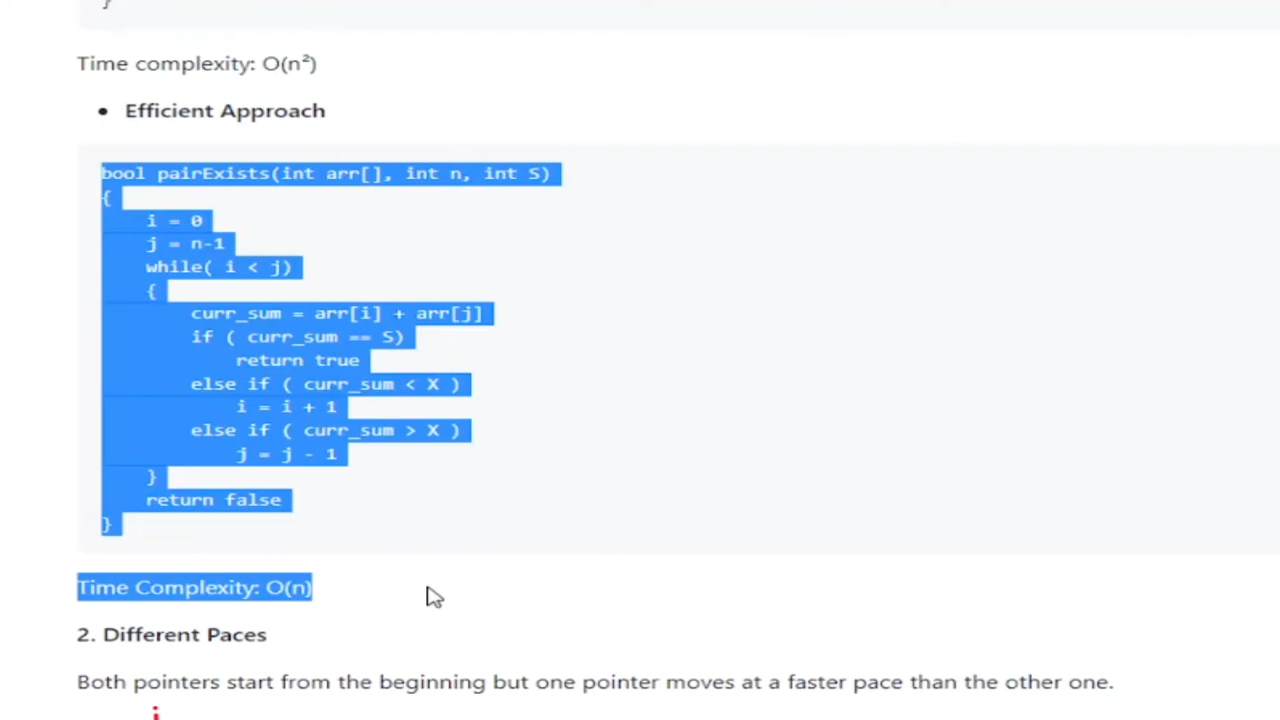 }
Time complexity: O(n²)
• Efficient Approach
bool pairExists(int arr[], int n, int S)
{
    i = 0
    j = n-1
    while( i < j)
    {
        curr_sum = arr[i] + arr[j]
        if ( curr_sum == S)
            return true
        else if ( curr_sum < X )
            i = i + 1
        else if ( curr_sum > X )
            j = j - 1
    }
    return false
}
Time Complexity: O(n)
2. Different Paces
Both pointers start from the beginning but one pointer moves at a faster pace than the other one.
i